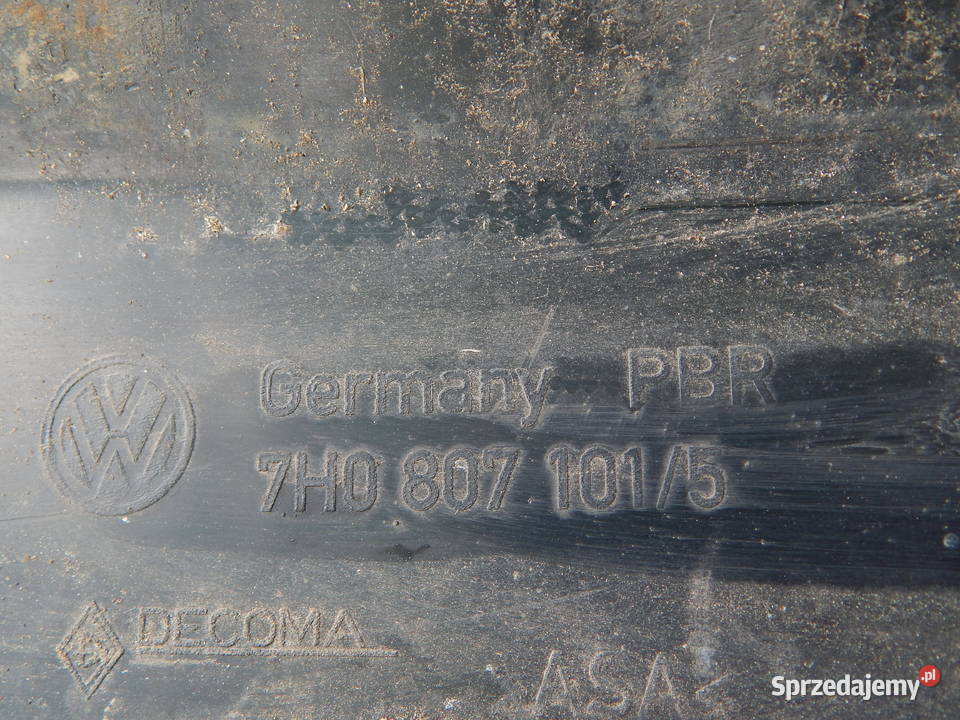 Germany PBR
7H0 807 101/5
DECOMA
ASA
Sprzedajemy.pl